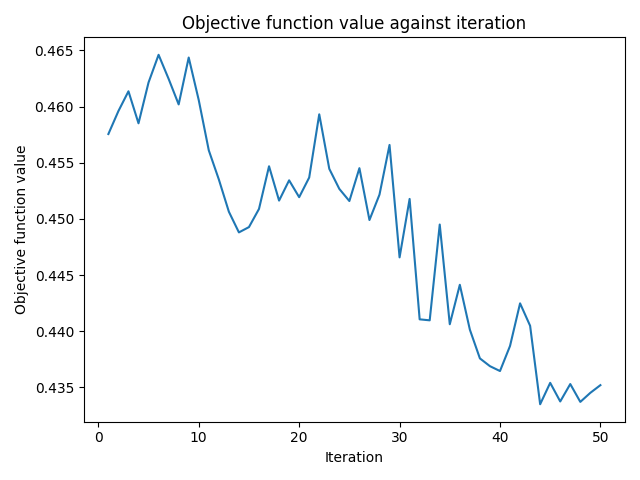 Objective function value against iteration
0.465
0.460
0.455
0.450
0.445
0.440
0.435
Objective function value
0 10 20 30 40 50
Iteration